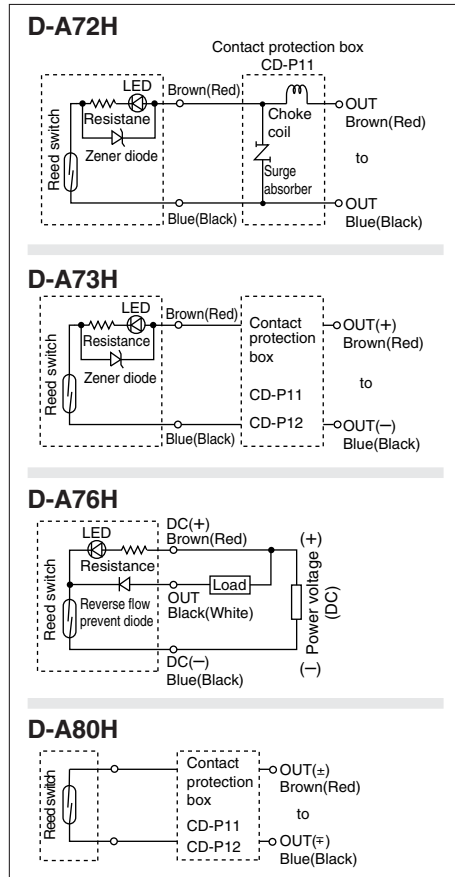 D-A72H
Contact protection box
CD-P11
LED
Brown(Red)
Resistane
Zener diode
Reed switch
Choke
coil
Surge
absorber
OUT
Brown(Red)
to
Blue(Black)
OUT
Blue(Black)
D-A73H
LED
Brown(Red)
Resistance
Zener diode
Reed switch
Contact
protection
box
CD-P11
CD-P12
OUT(+)
Brown(Red)
to
Blue(Black)
OUT(−)
Blue(Black)
D-A76H
DC(+)
Brown(Red)
LED
Resistance
Load
OUT
Black(White)
Reverse flow
prevent diode
Reed switch
DC(−)
Blue(Black)
(+)
Power voltage
(DC)
(−)
D-A80H
Reed switch
Contact
protection
box
CD-P11
CD-P12
OUT(±)
Brown(Red)
to
OUT(∓)
Blue(Black)